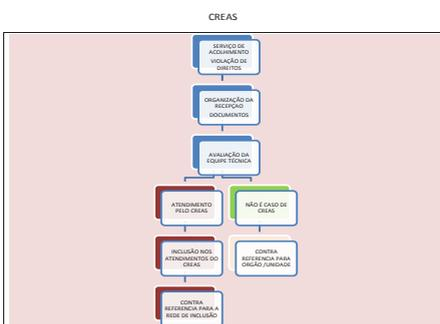 CREAS
SERVIÇO DE
ACOLHIMENTO
VIOLAÇÃO DE
DIREITOS
ORGANIZAÇÃO DA
RECEPÇAO
DOCUMENTOS
AVALIAÇÃO DA
EQUIPE TÉCNICA
ATENDIMENTO
PELO CREAS
NÃO É CASO DE
CREAS
INCLUSÃO NOS
ATENDIMENTOS DO
CREAS
CONTRA
REFERENCIA PARA
ORGÃO /UNIDADE
CONTRA
REFERENCIA PARA A
REDE DE INCLUSÃO